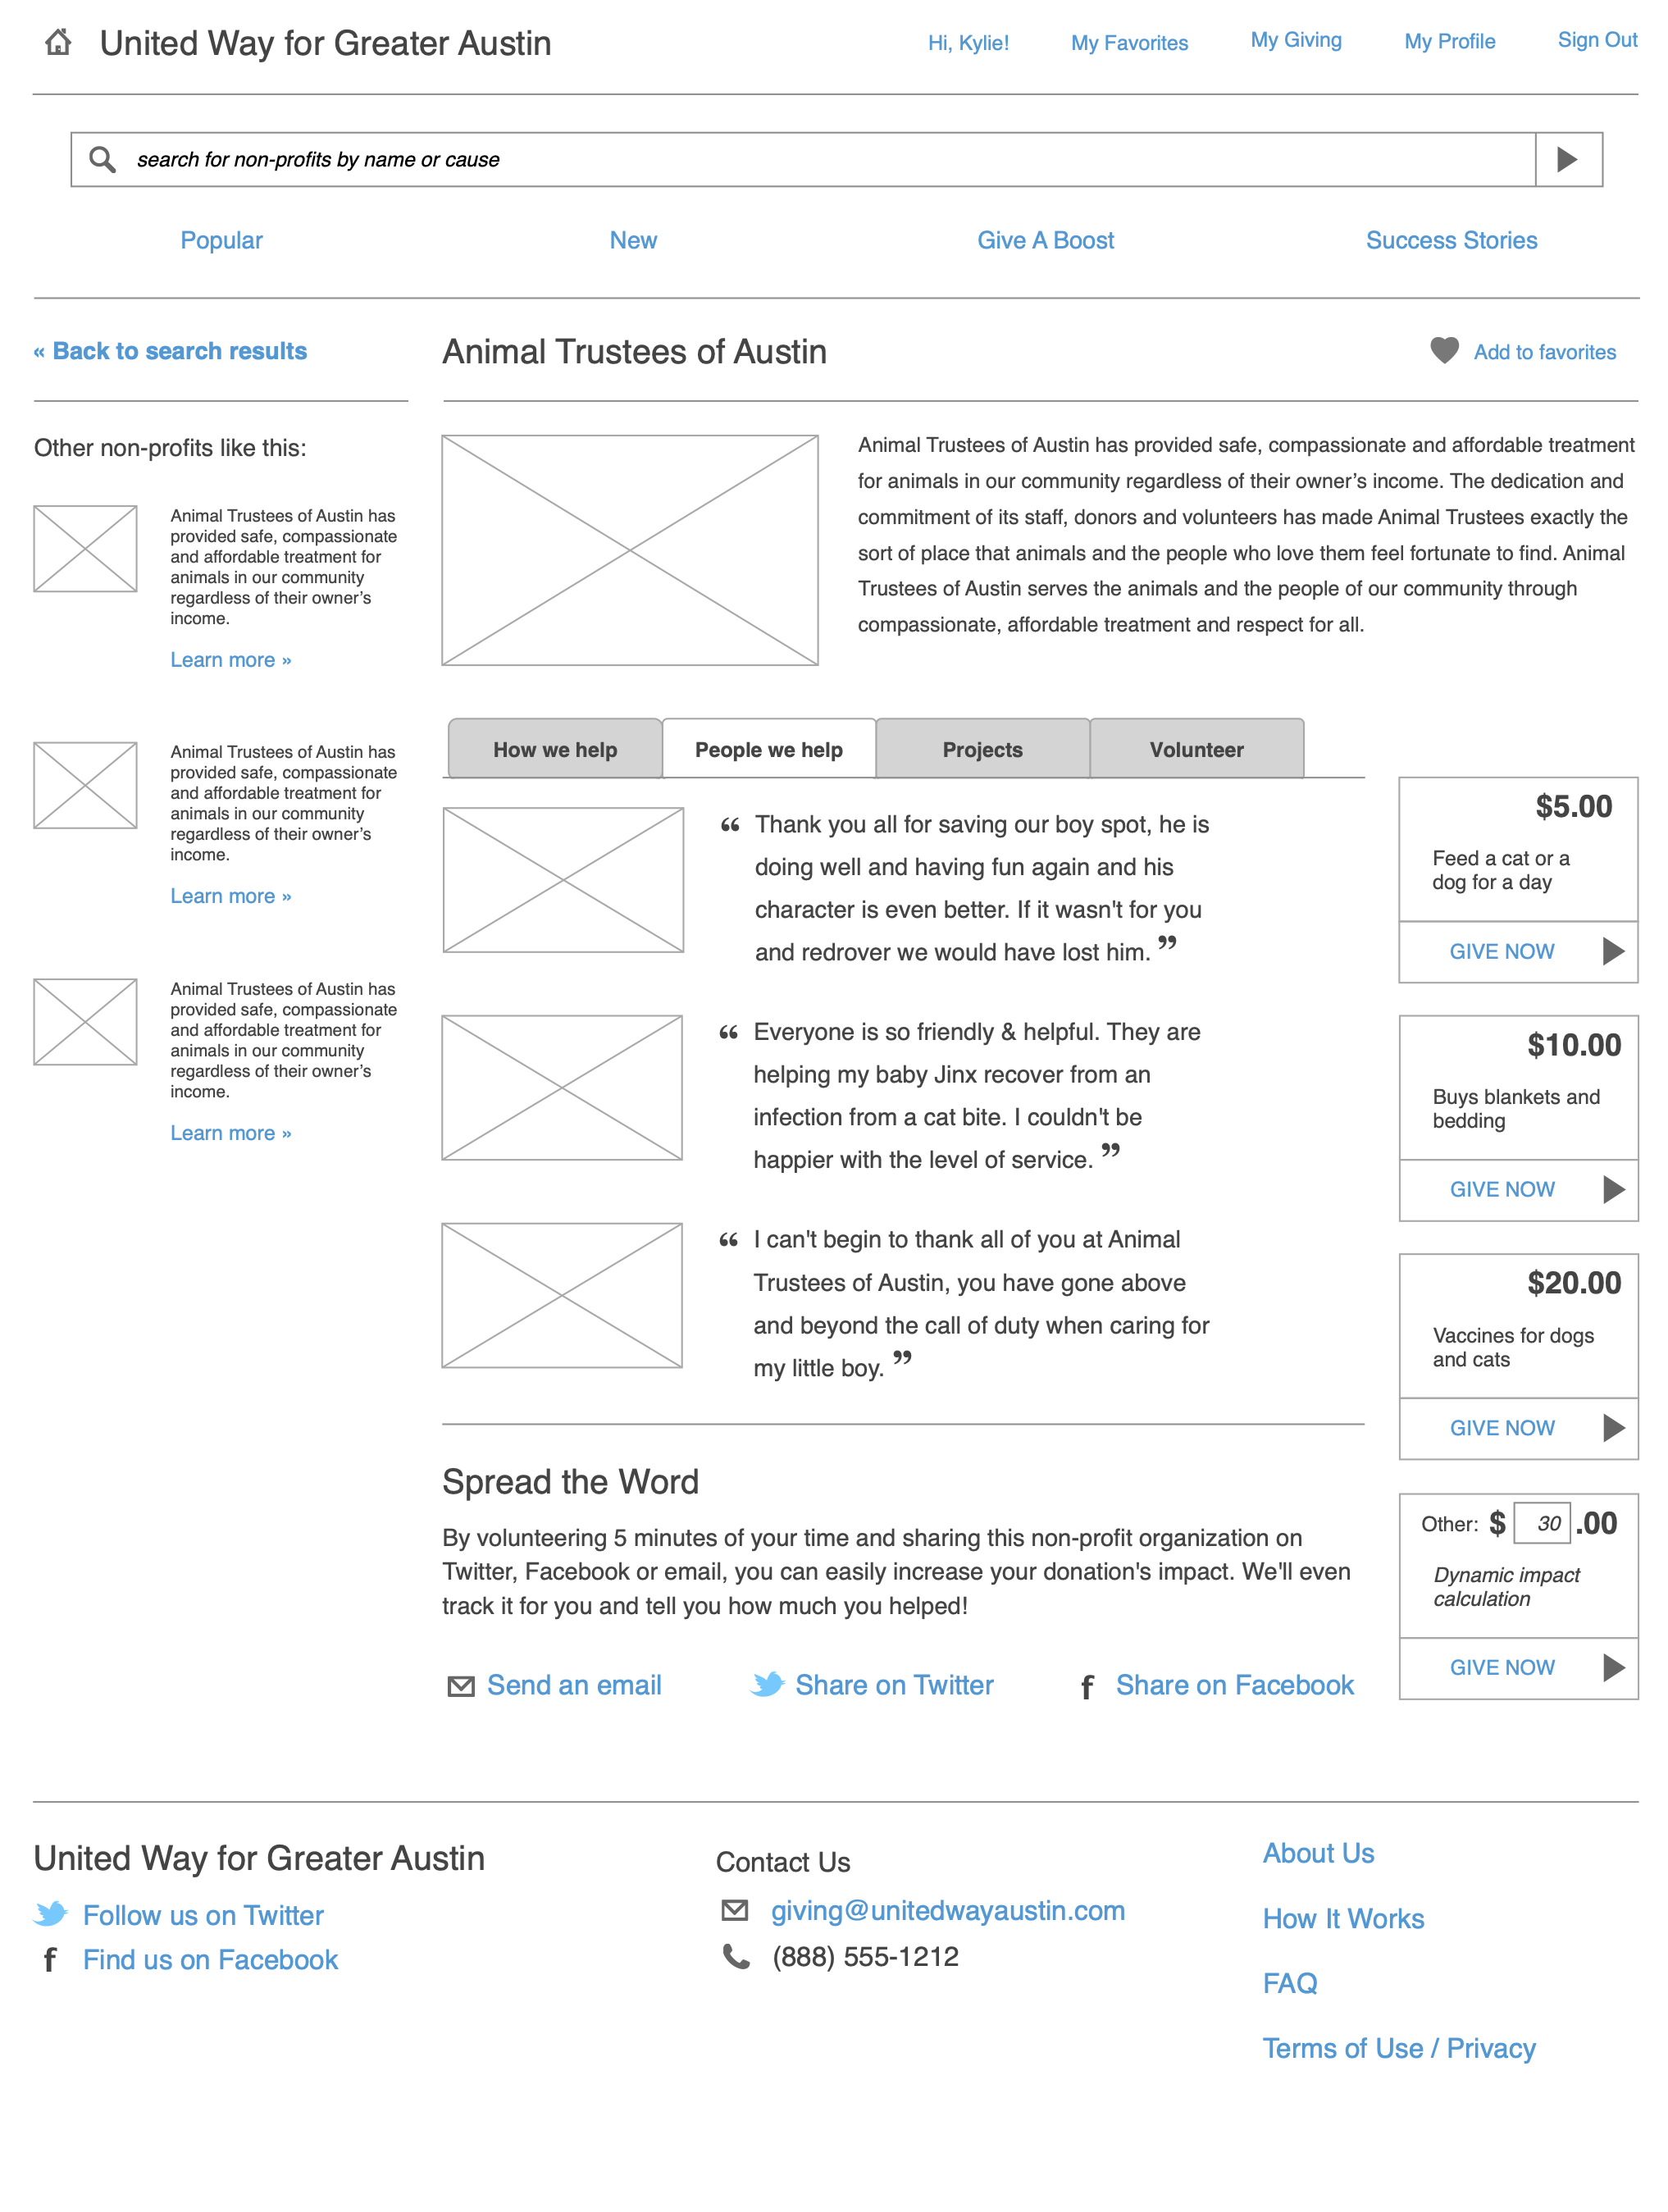 United Way for Greater Austin
Hi, Kylie!
My Favorites
My Giving
My Profile
Sign Out
search for non-profits by name or cause
Popular
New
Give A Boost
Success Stories
« Back to search results
Other non-profits like this:
Animal Trustees of Austin has
provided safe, compassionate
and affordable treatment for
animals in our community
regardless of their owner’s
income.
Learn more »
Animal Trustees of Austin has
provided safe, compassionate
and affordable treatment for
animals in our community
regardless of their owner’s
income.
Learn more »
Animal Trustees of Austin has
provided safe, compassionate
and affordable treatment for
animals in our community
regardless of their owner’s
income.
Learn more »
Animal Trustees of Austin
Add to favorites
Animal Trustees of Austin has provided safe, compassionate and affordable treatment
for animals in our community regardless of their owner’s income. The dedication and
commitment of its staff, donors and volunteers has made Animal Trustees exactly the
sort of place that animals and the people who love them feel fortunate to find. Animal
Trustees of Austin serves the animals and the people of our community through
compassionate, affordable treatment and respect for all.
How we help
People we help
Projects
Volunteer
“ Thank you all for saving our boy spot, he is
doing well and having fun again and his
character is even better. If it wasn't for you
and redrover we would have lost him. ”
“ Everyone is so friendly & helpful. They are
helping my baby Jinx recover from an
infection from a cat bite. I couldn't be
happier with the level of service. ”
“ I can't begin to thank all of you at Animal
Trustees of Austin, you have gone above
and beyond the call of duty when caring for
my little boy. ”
$5.00
Feed a cat or a
dog for a day
GIVE NOW
$10.00
Buys blankets and
bedding
GIVE NOW
$20.00
Vaccines for dogs
and cats
GIVE NOW
Other: $ 30 .00
Dynamic impact
calculation
GIVE NOW
Spread the Word
By volunteering 5 minutes of your time and sharing this non-profit organization on
Twitter, Facebook or email, you can easily increase your donation's impact. We'll even
track it for you and tell you how much you helped!
Send an email
Share on Twitter
f Share on Facebook
United Way for Greater Austin
Follow us on Twitter
f Find us on Facebook
Contact Us
giving@unitedwayaustin.com
(888) 555-1212
About Us
How It Works
FAQ
Terms of Use / Privacy